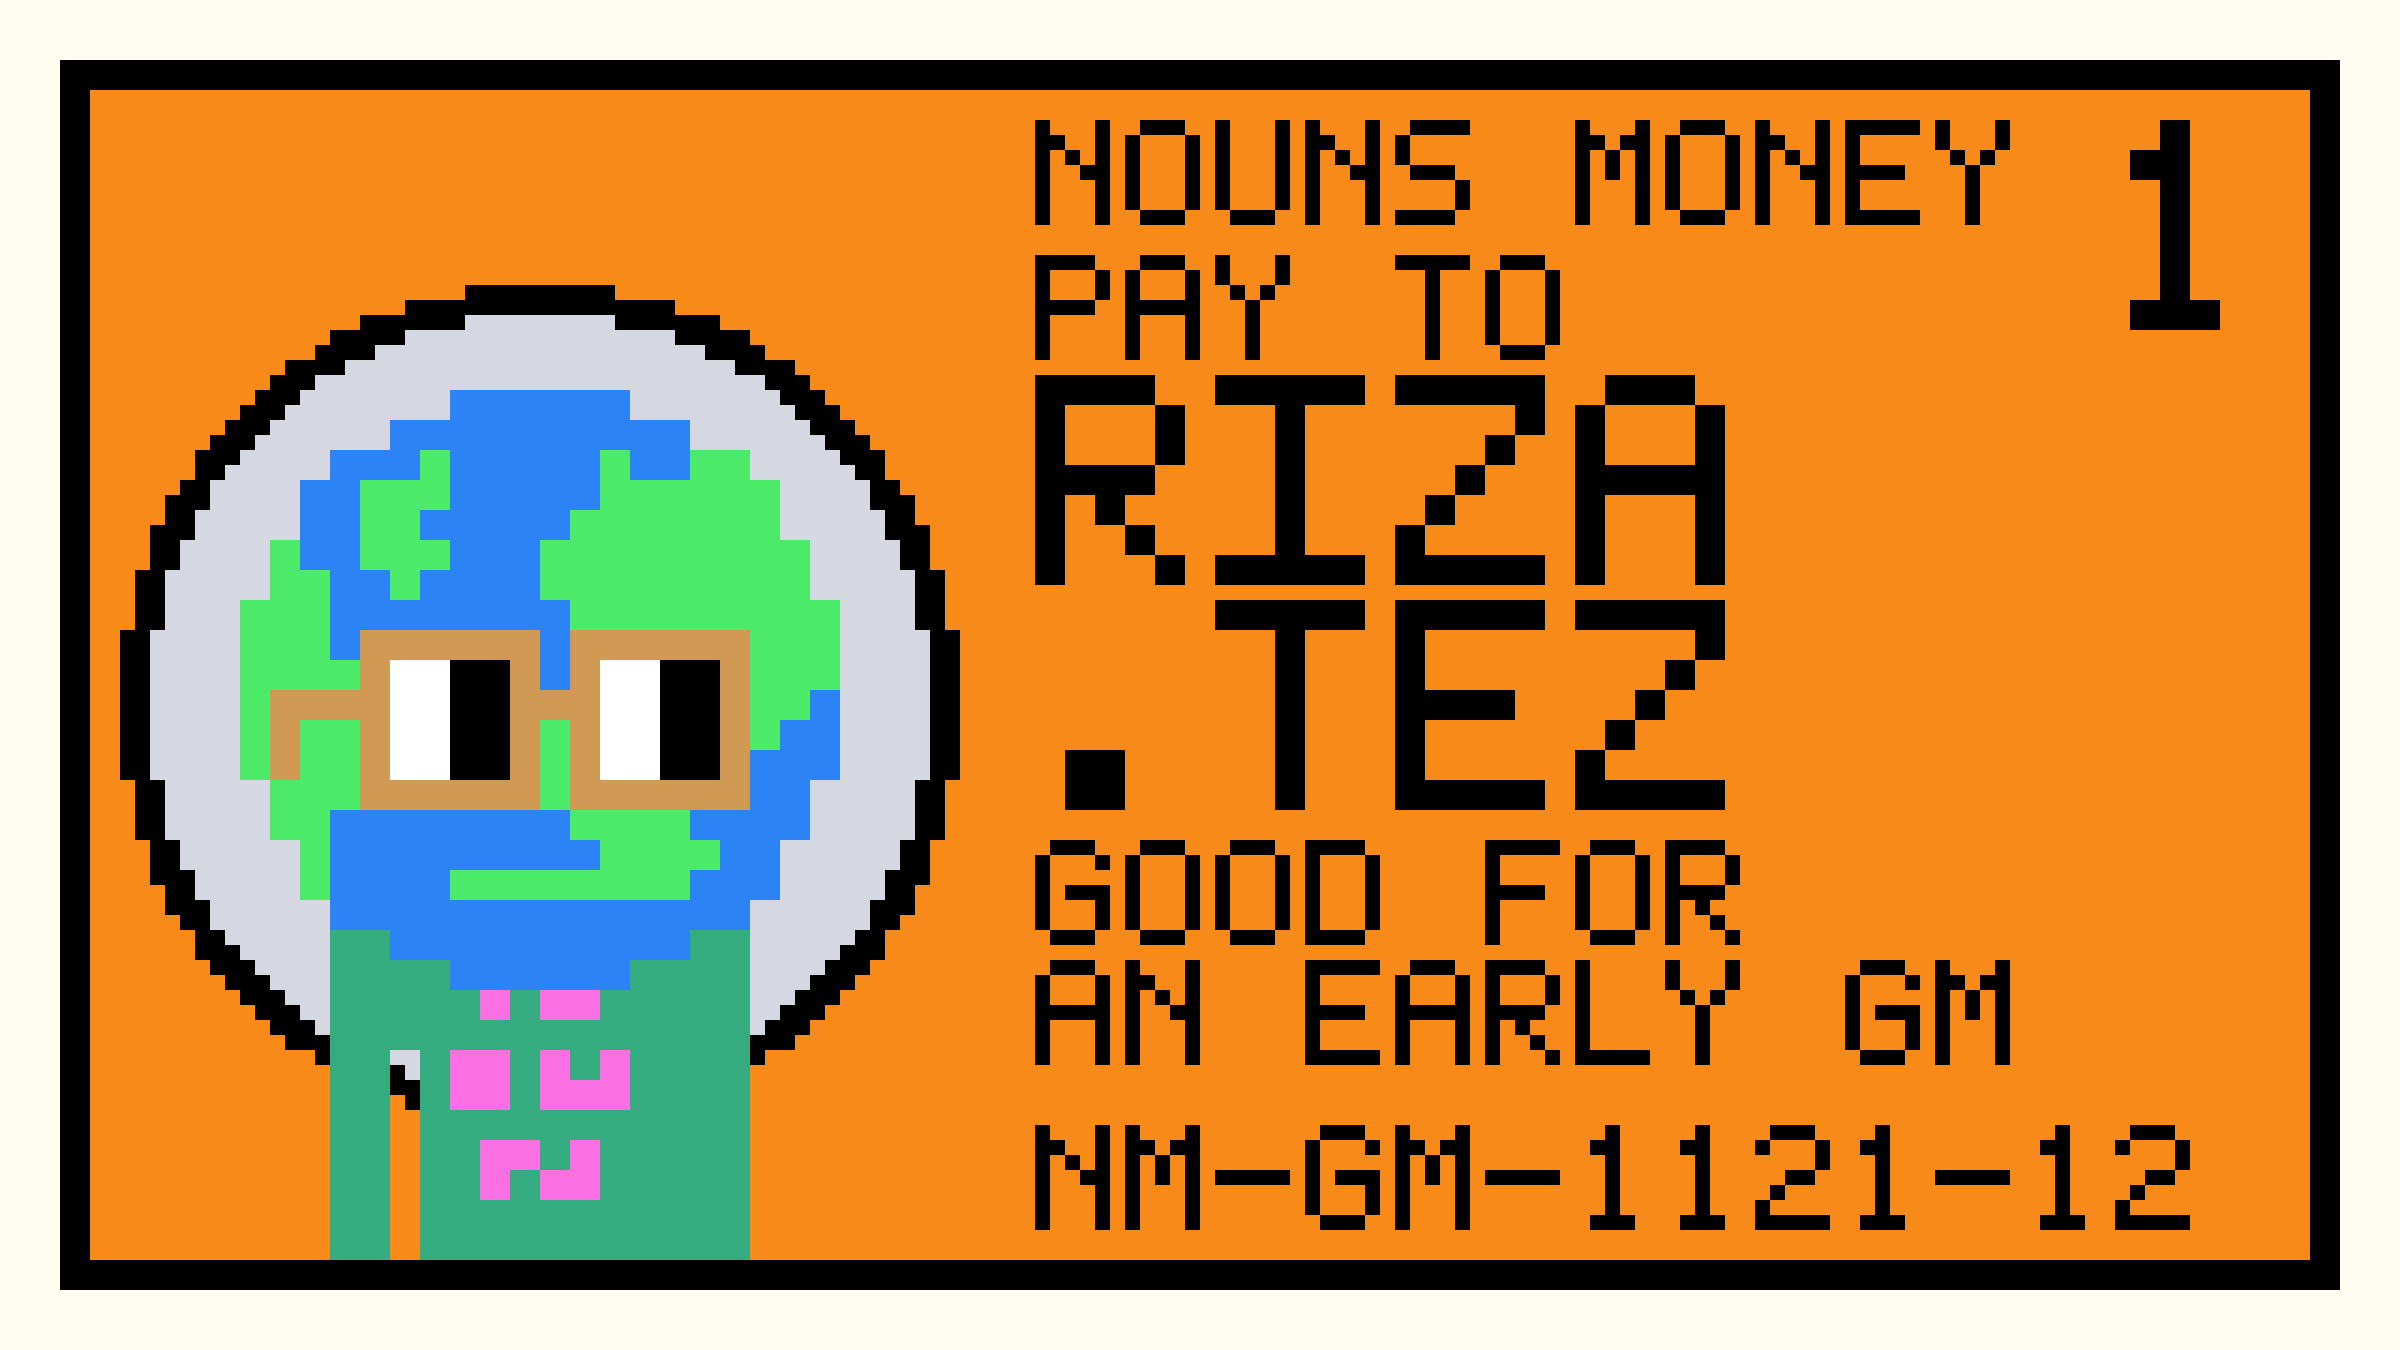 NOUNS MONEY 1
PAY TO
RIZA
.TEZ
GOOD FOR
AN EARLY GM
NM-GM-1121-12